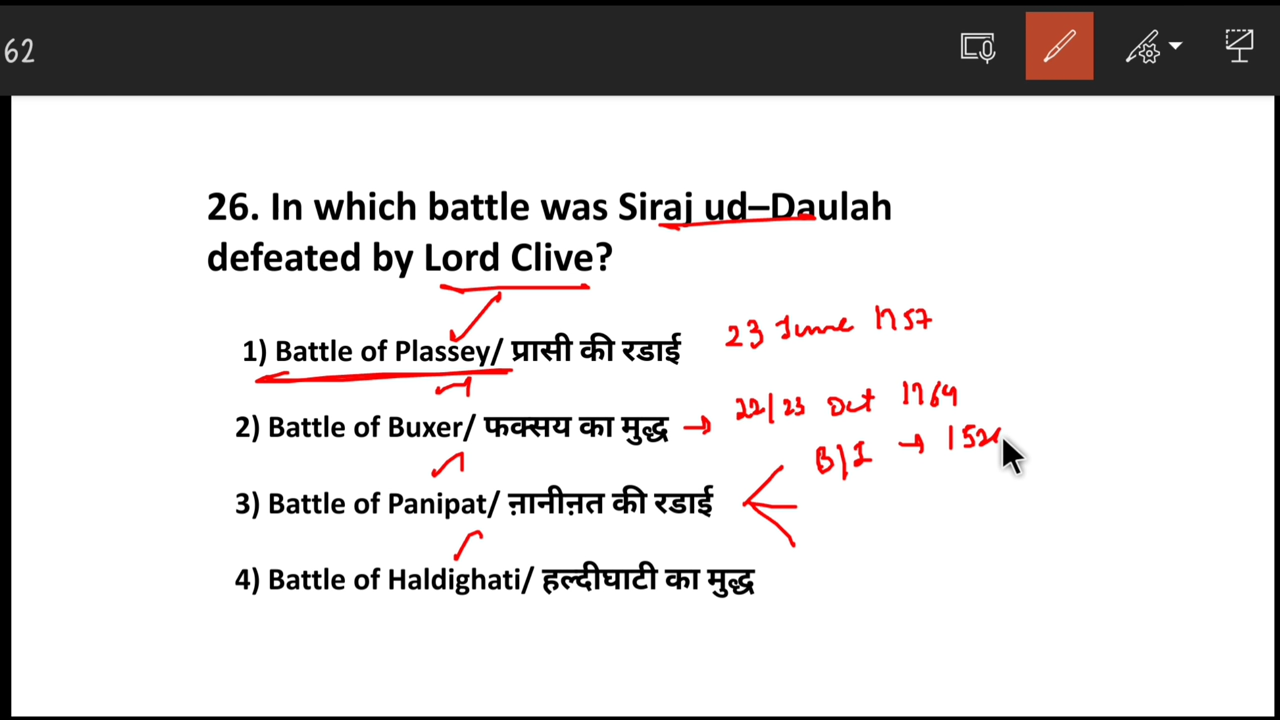 62
26. In which battle was Siraj ud–Daulah
defeated by Lord Clive?
1) Battle of Plassey/ प्रासी की रडाई 23 June 1757
2) Battle of Buxer/ फक्सय का मुद्ध → 22/23 Oct 1764
B/I → 152
3) Battle of Panipat/ ऩानीऩत की रडाई
4) Battle of Haldighati/ हल्दीघाटी का मुद्ध